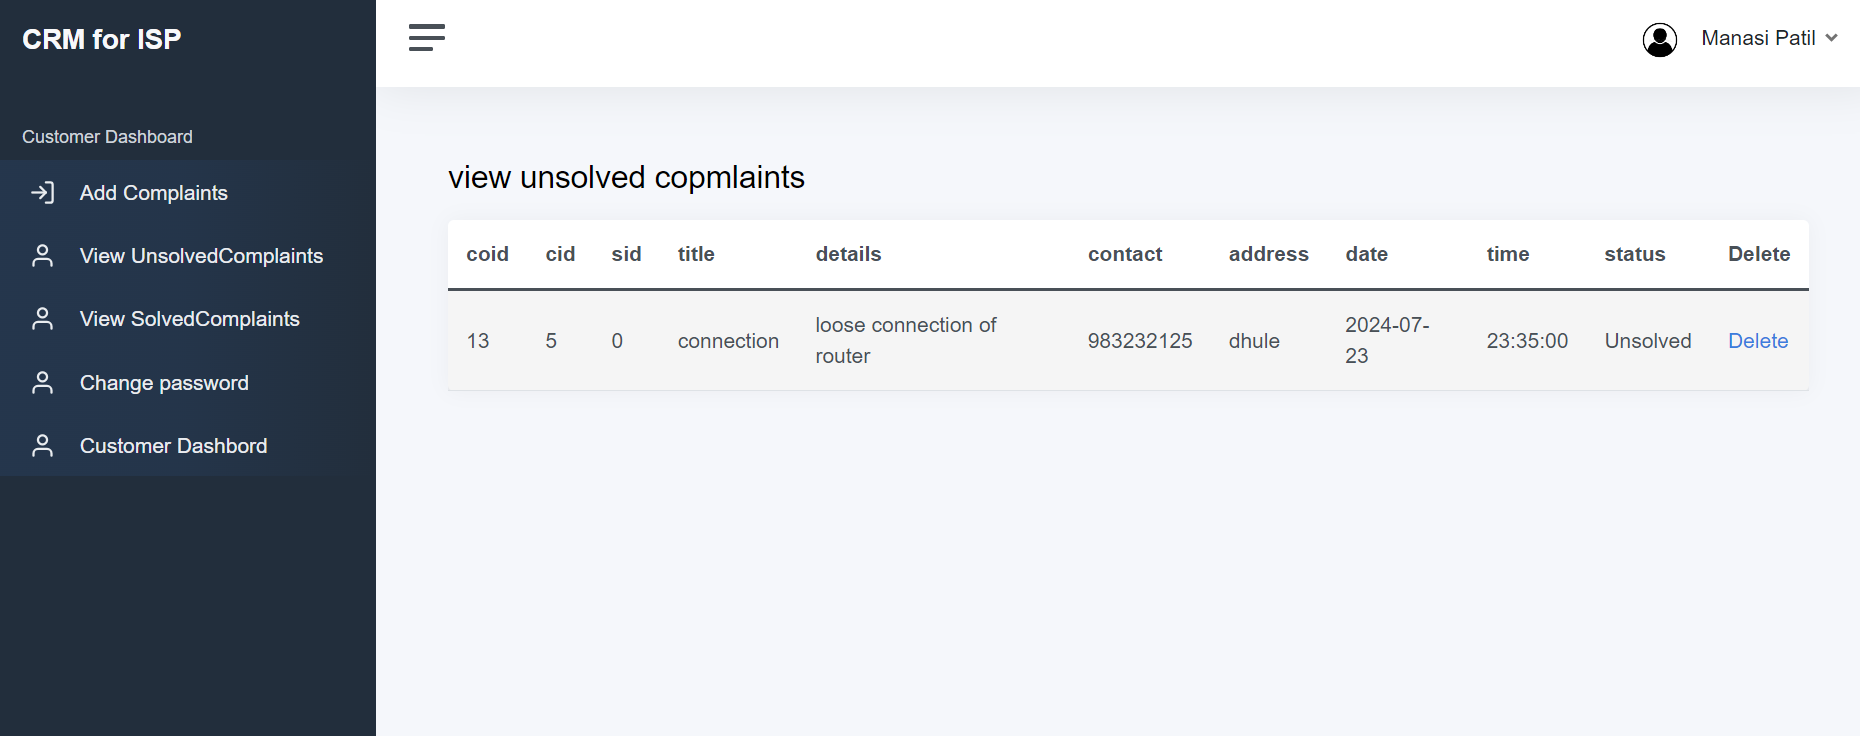 CRM for ISP
Manasi Patil
Customer Dashboard
Add Complaints
View UnsolvedComplaints
View SolvedComplaints
Change password
Customer Dashbord
view unsolved copmlaints
coid cid sid title details contact address date time status Delete
13 5 0 connection loose connection of router 983232125 dhule 2024-07-23 23:35:00 Unsolved Delete